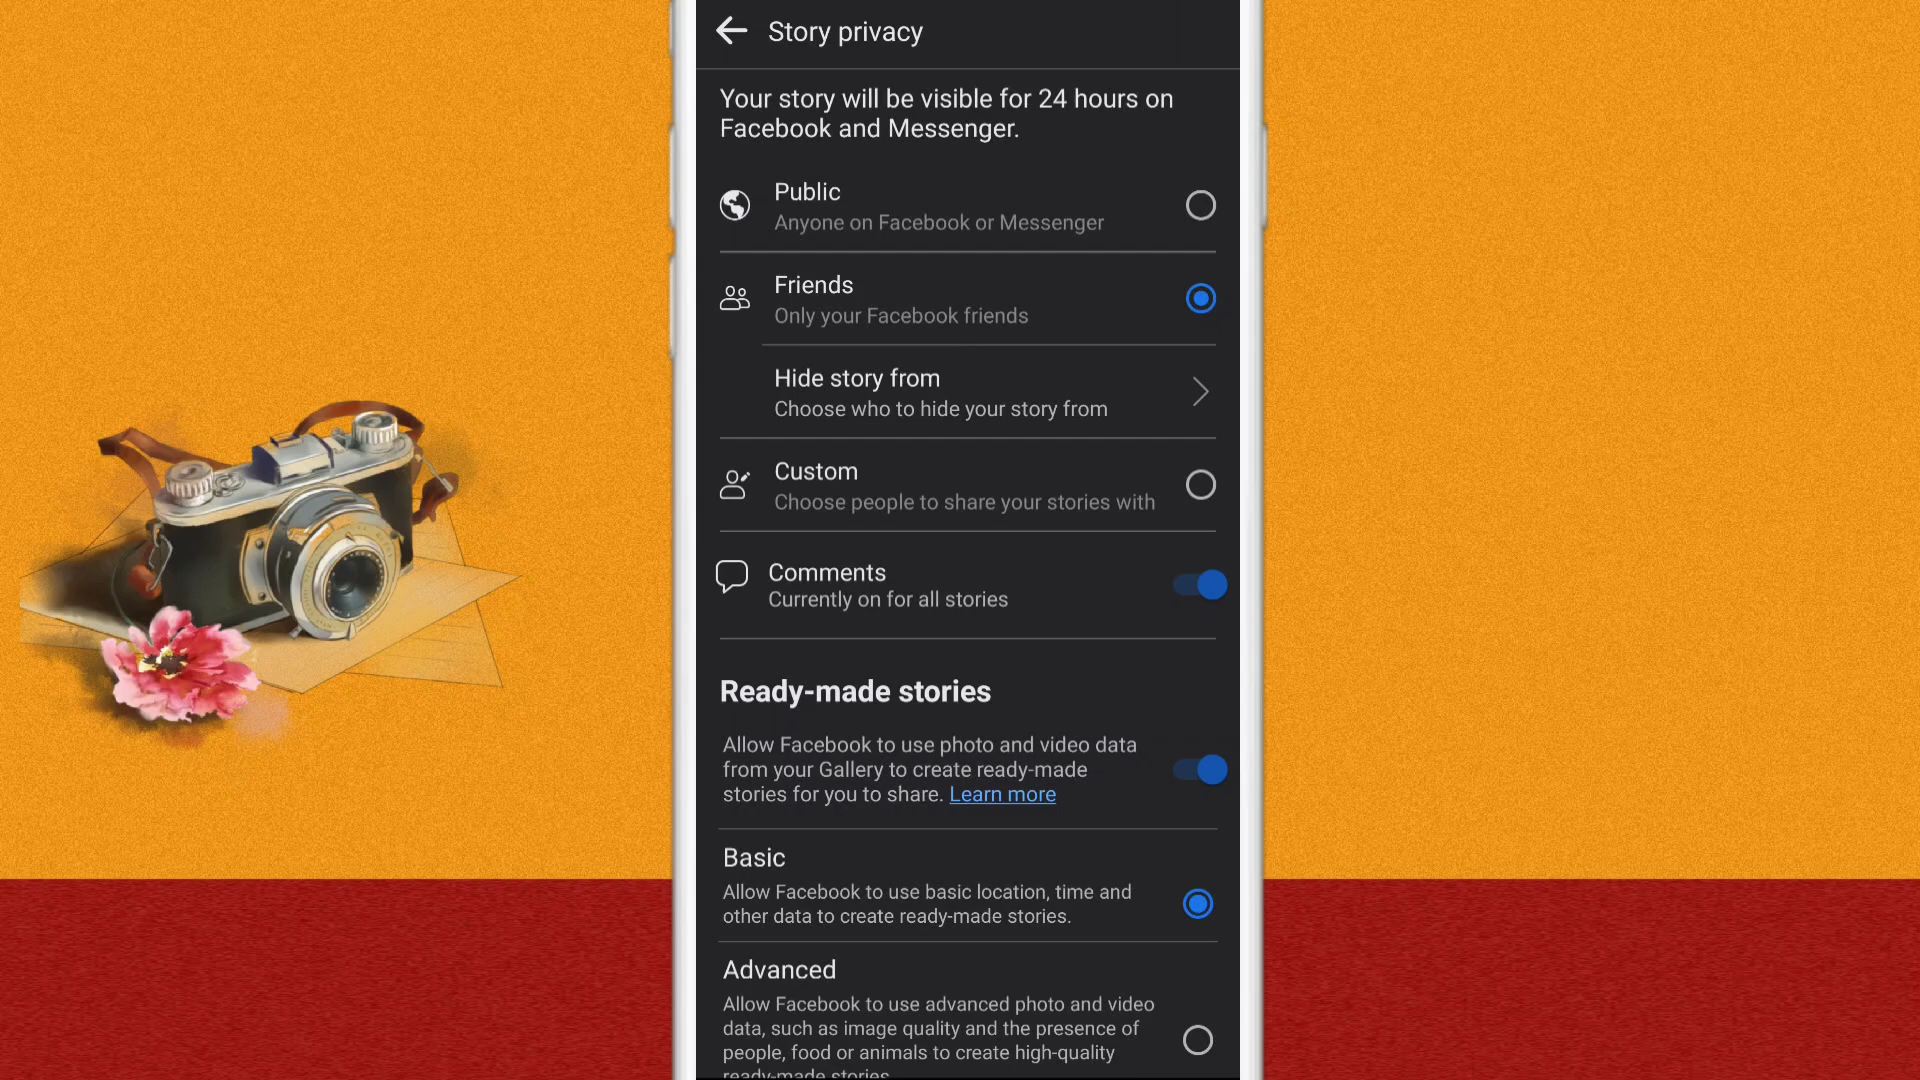 Story privacy
Your story will be visible for 24 hours on
Facebook and Messenger.
Public
Anyone on Facebook or Messenger
Friends
Only your Facebook friends
Hide story from
Choose who to hide your story from
Custom
Choose people to share your stories with
Comments
Currently on for all stories
Ready-made stories
Allow Facebook to use photo and video data
from your Gallery to create ready-made
stories for you to share. Learn more
Basic
Allow Facebook to use basic location, time and
other data to create ready-made stories.
Advanced
Allow Facebook to use advanced photo and video
data, such as image quality and the presence of
people, food or animals to create high-quality
ready-made stories.